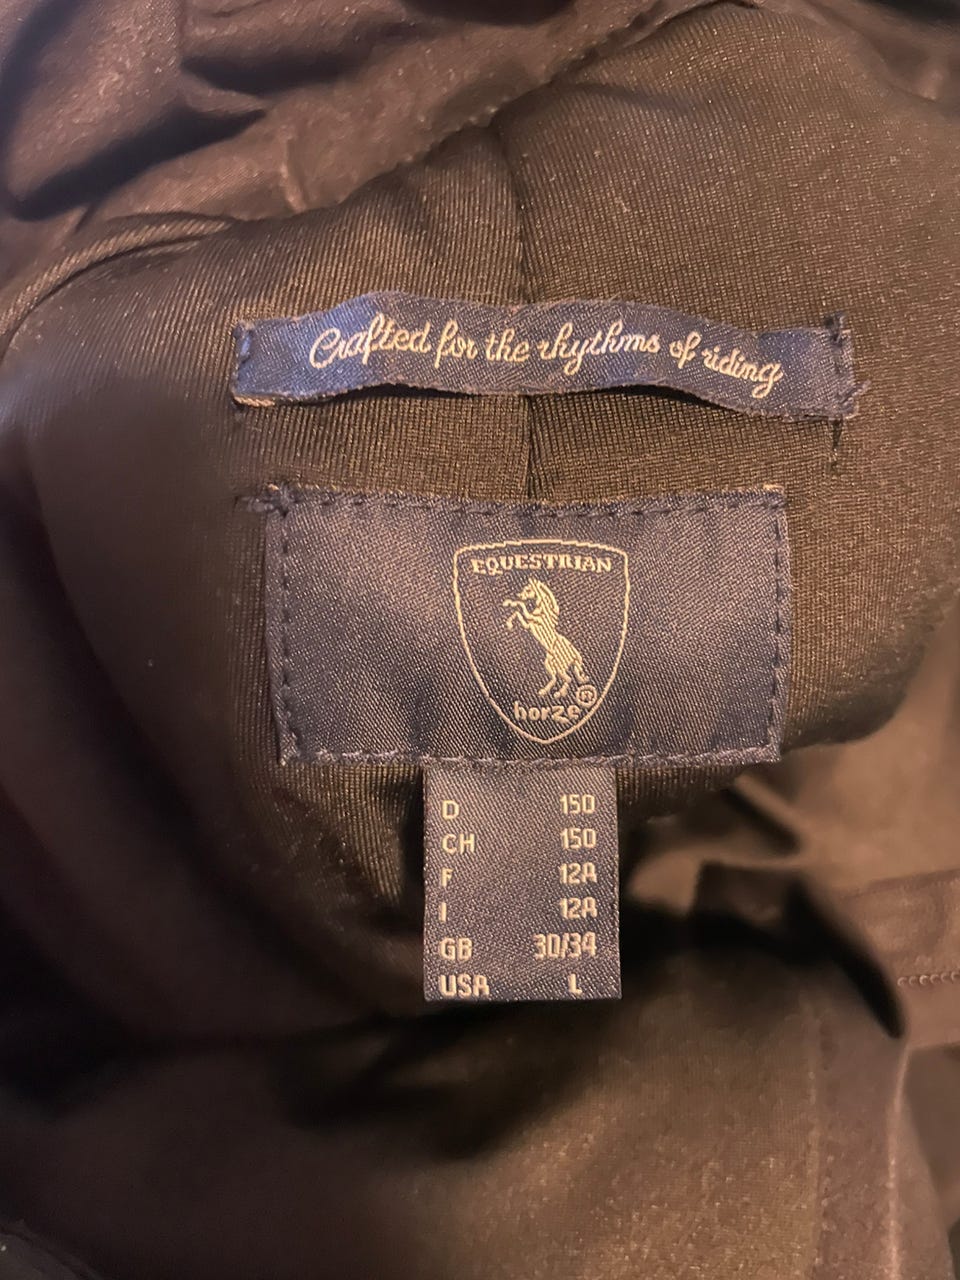 Crafted for the rhythms of riding
EQUESTRIAN
horze®
D 150
CH 150
F 12A
I 12A
GB 30/34
USA L